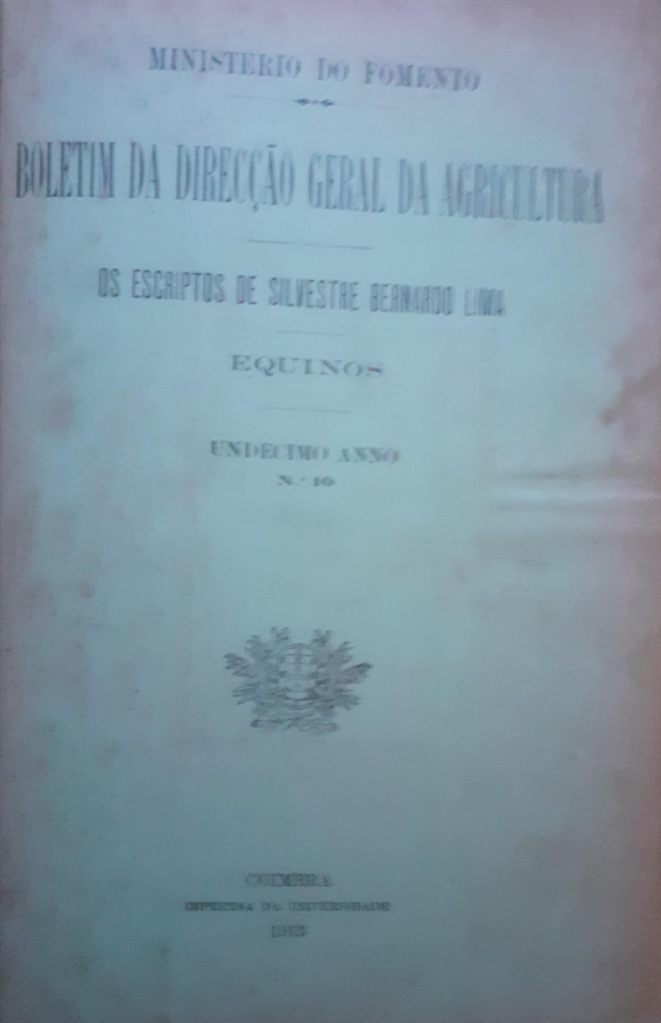 MINISTERIO DO FOMENTO
BOLETIM DA DIRECÇÃO GERAL DA AGRICULTURA
OS ESCRIPTOS DE SILVESTRE BERNARDO LIMA
EQUINOS
UNDECIMO ANNO
N.º 10
COIMBRA
IMPRENSA DA UNIVERSIDADE
1913